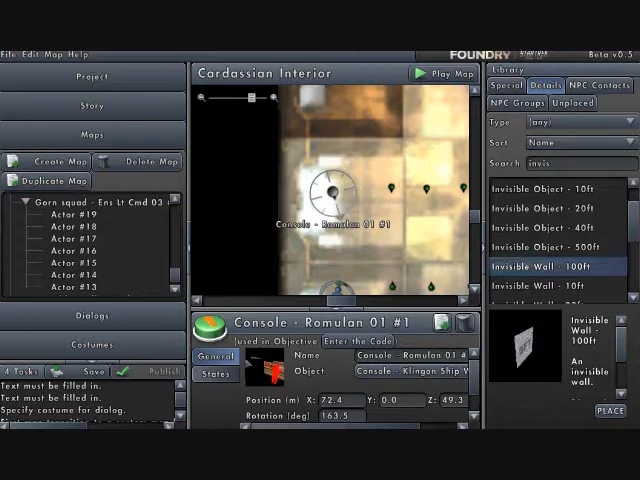 File Edit Map Help
FOUNDRY
Beta v0.5
Project
Story
Maps
Create Map
Delete Map
Duplicate Map
Gorn squad - Ens Lt Cmd 03
Actor #19
Actor #18
Actor #17
Actor #16
Actor #15
Actor #14
Actor #13
Dialogs
Costumes
4 Tasks
Save
Publish
Text must be filled in.
Text must be filled in.
Specify costume for dialog.
Cardassian Interior
Play Map
Console - Romulan 01 #1
Console - Romulan 01 #1
(used in Objective
Enter the Code
)
General
States
Name
Console - Romulan 01 #
Object
Console - Klingon Ship W
Position (m) X: 72.4 Y: 0.0 Z: 49.3
Rotation [deg] 163.5
Library
Special
Details
NPC Contacts
NPC Groups
Unplaced
Type
(any)
Sort
Name
Search
invis
Invisible Object - 10ft
Invisible Object - 20ft
Invisible Object - 40ft
Invisible Object - 500ft
Invisible Wall - 100ft
Invisible Wall - 10ft
Invisible
Wall -
100ft
An
invisible
wall.
PLACE